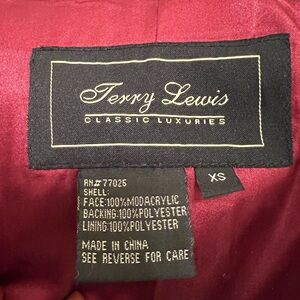 Terry Lewis
CLASSIC LUXURIES
XS
RN# 77025
SHELL:
FACE:100%MODACRYLIC
BACKING:100%POLYESTER
LINING:100%POLYESTER
MADE IN CHINA
SEE REVERSE FOR CARE